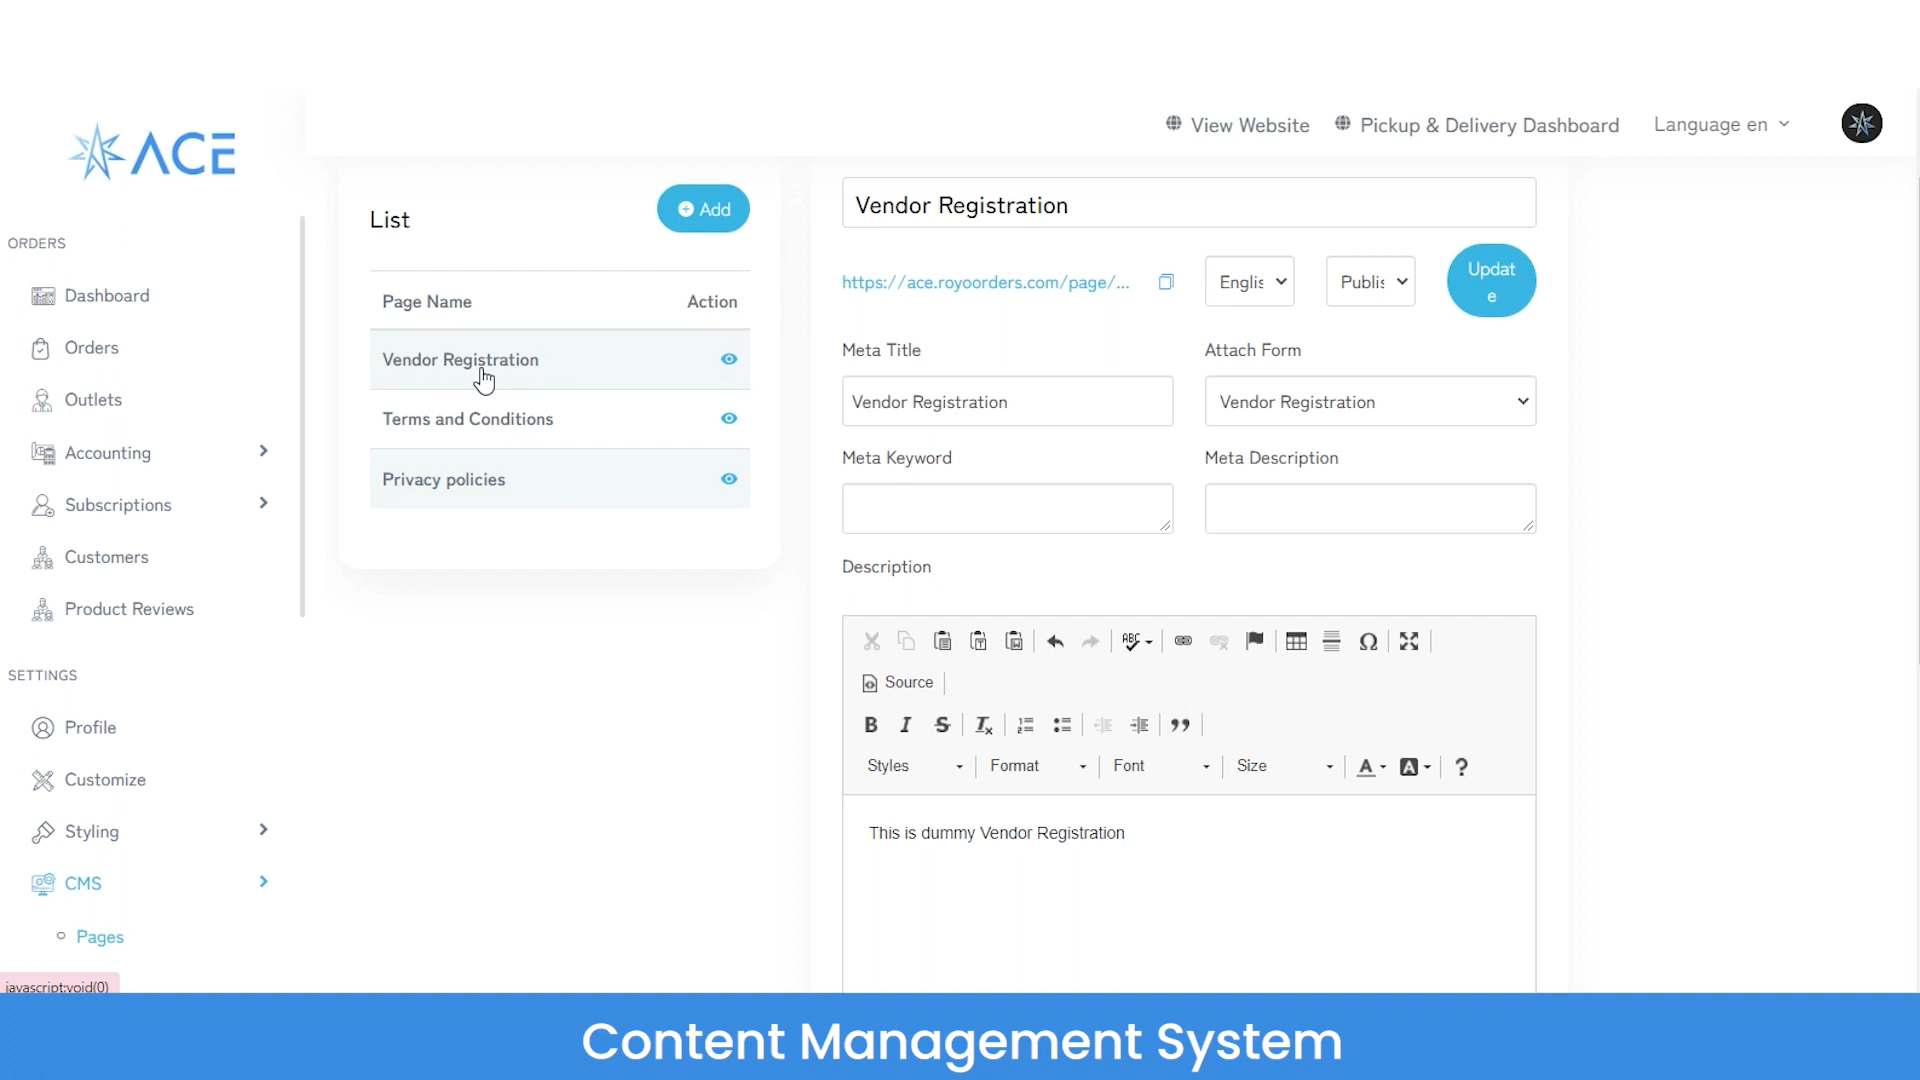 ACE
View Website
Pickup & Delivery Dashboard
Language en
ORDERS
Dashboard
Orders
Outlets
Accounting
Subscriptions
Customers
Product Reviews
SETTINGS
Profile
Customize
Styling
CMS
Pages
javascript:void(0)
List
Add
Page Name Action
Vendor Registration
Terms and Conditions
Privacy policies
Vendor Registration
https://ace.royoorders.com/page/...
Englis
Publis
Updat
e
Meta Title
Attach Form
Vendor Registration
Vendor Registration
Meta Keyword
Meta Description
Description
ABC
Source
B I S Ix
Styles Format Font Size A A ?
This is dummy Vendor Registration
Content Management System